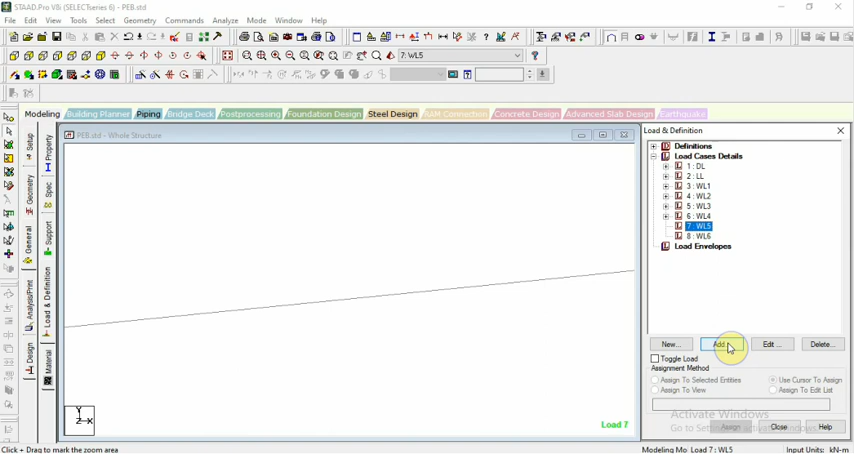 STAAD.Pro V8i (SELECTseries 6) - PEB.std
File Edit View Tools Select Geometry Commands Analyze Mode Window Help
7: WL5
Modeling Building Planner Piping Bridge Deck Postprocessing Foundation Design Steel Design RAM Connection Concrete Design Advanced Slab Design Earthquake
PEB.std - Whole Structure
Setup
Geometry
General
Analysis/Print
Design
Property
Spec
Support
Load & Definition
Material
Y
Z X
Load 7
Load & Definition
Definitions
Load Cases Details
1 : DL
2 : LL
3 : WL1
4 : WL2
5 : WL3
6 : WL4
7 : WL5
8 : WL6
Load Envelopes
New... Add... Edit ... Delete...
Toggle Load
Assignment Method
Assign To Selected Entities Use Cursor To Assign
Assign To View Assign To Edit List
Activate Windows
Assign Close Help
Click + Drag to mark the zoom area
Modeling Mo Load 7 : WL5 Input Units: kN-m